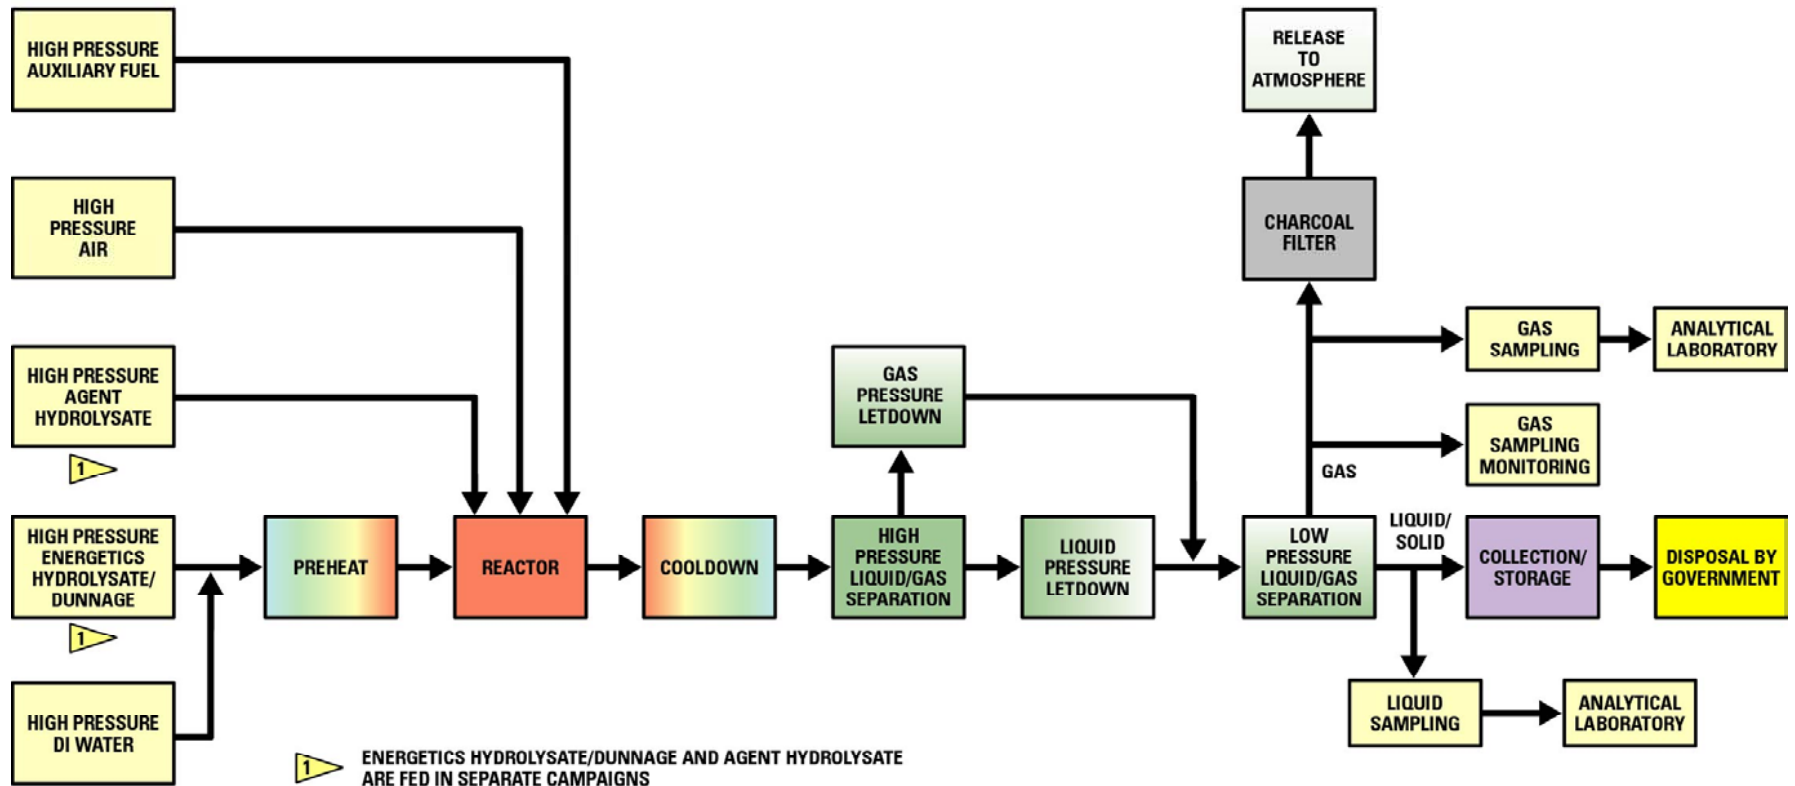 HIGH PRESSURE
AUXILIARY FUEL
RELEASE
TO
ATMOSPHERE
HIGH
PRESSURE
AIR
CHARCOAL
FILTER
GAS
SAMPLING
ANALYTICAL
LABORATORY
HIGH PRESSURE
AGENT
HYDROLYSATE
GAS
PRESSURE
LETDOWN
GAS
SAMPLING
MONITORING
1
GAS
HIGH PRESSURE
ENERGETICS
HYDROLYSATE/
DUNNAGE
PREHEAT
REACTOR
COOLDOWN
HIGH
PRESSURE
LIQUID/GAS
SEPARATION
LIQUID
PRESSURE
LETDOWN
LOW
PRESSURE
LIQUID/GAS
SEPARATION
LIQUID/
SOLID
COLLECTION/
STORAGE
DISPOSAL BY
GOVERNMENT
1
HIGH PRESSURE
DI WATER
LIQUID
SAMPLING
ANALYTICAL
LABORATORY
1
ENERGETICS HYDROLYSATE/DUNNAGE AND AGENT HYDROLYSATE
ARE FED IN SEPARATE CAMPAIGNS